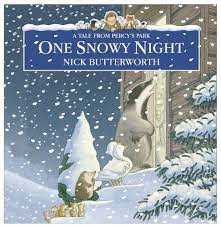 A TALE FROM PERCY'S PARK
ONE SNOWY NIGHT
NICK BUTTERWORTH